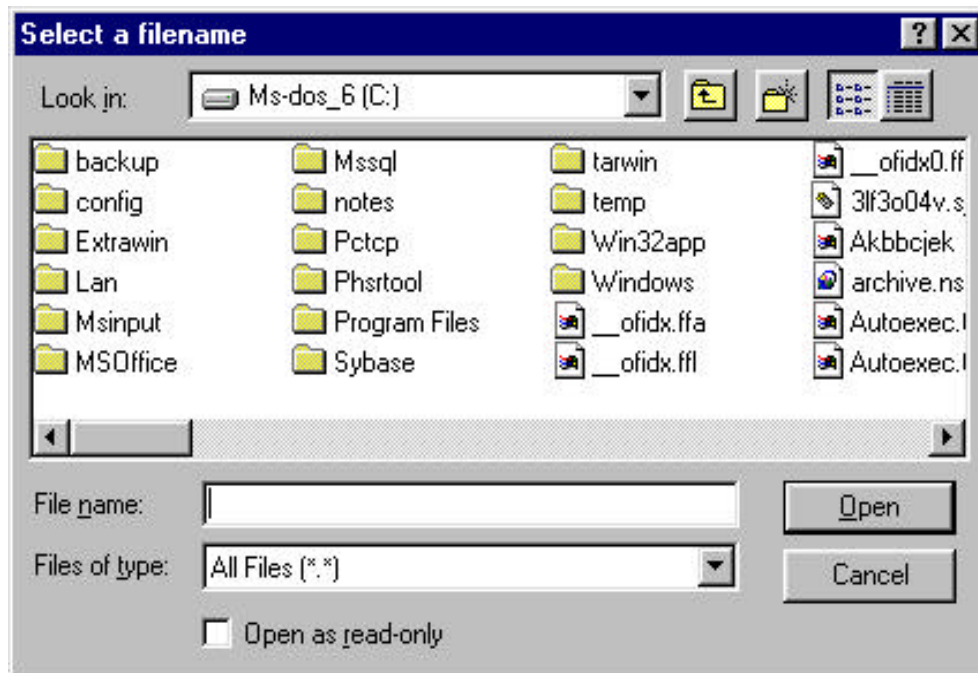 Select a filename
Look in: Ms-dos_6 (C:)
backup Mssql tarwin __ofidx0.ff
config notes temp 3lf3o04v.s
Extrawin Pctcp Win32app Akbbcjek
Lan Phsrtool Windows archive.ns
Msinput Program Files __ofidx.ffa Autoexec.
MSOffice Sybase __ofidx.ffl Autoexec.
File name: Open
Files of type: All Files (*.*) Cancel
Open as read-only